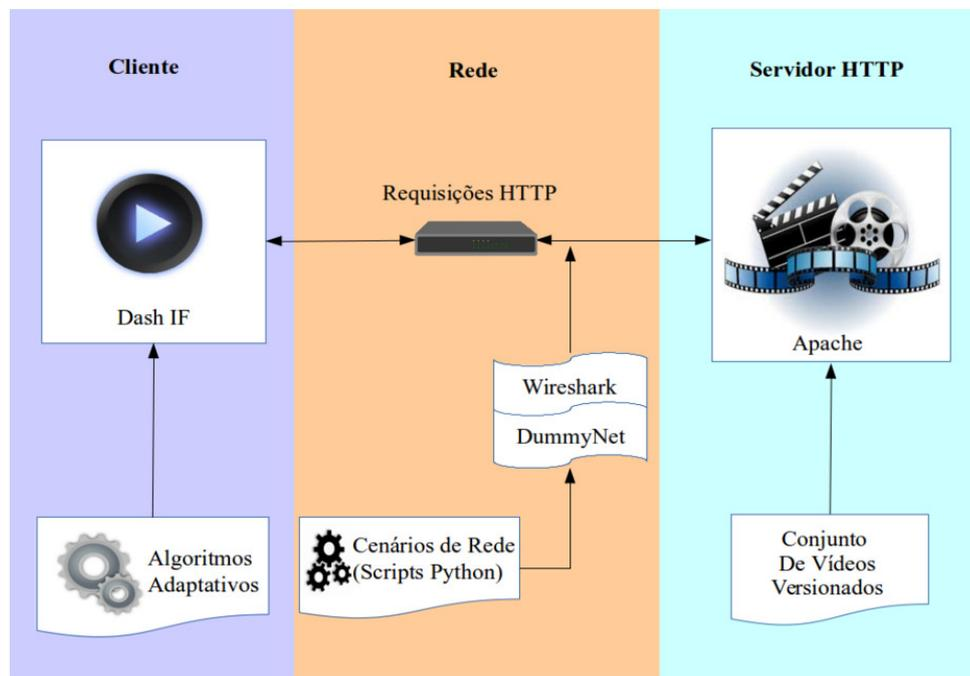 Cliente
Rede
Servidor HTTP
Requisições HTTP
Dash IF
Apache
Wireshark
DummyNet
Algoritmos
Adaptativos
Cenários de Rede
(Scripts Python)
Conjunto
De Vídeos
Versionados